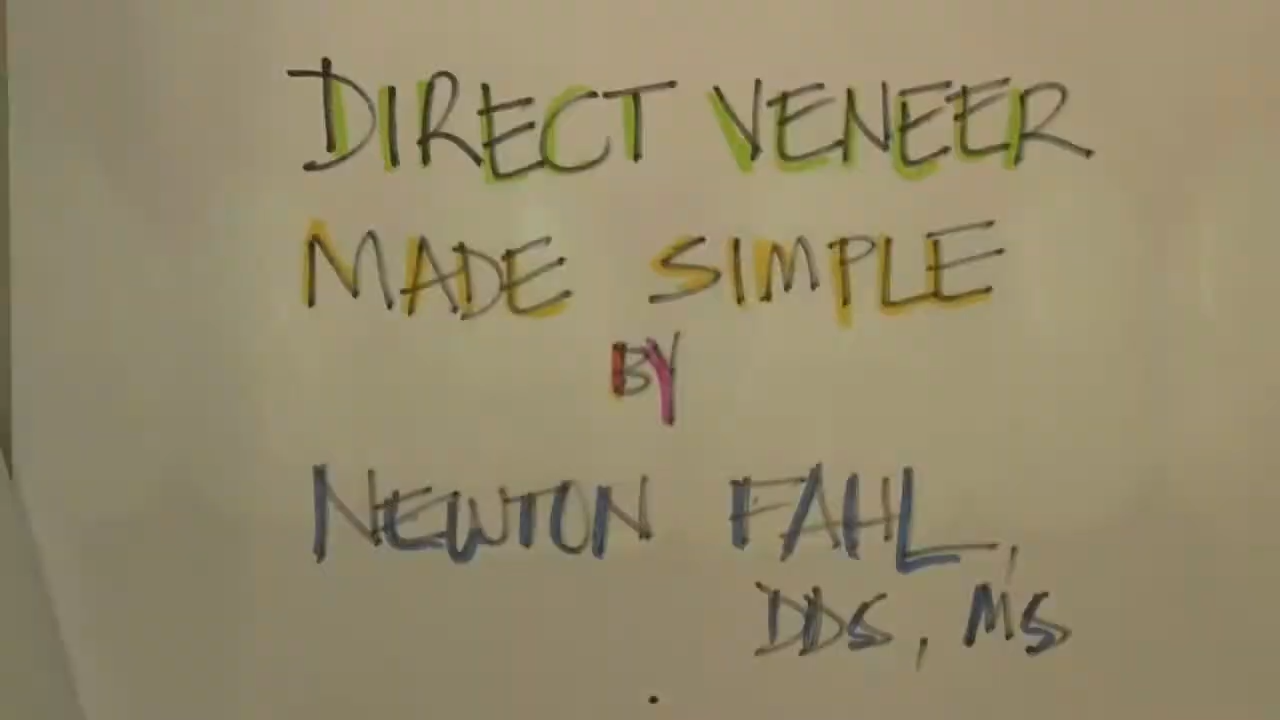 DIRECT VENEER
MADE SIMPLE
BY
NEWTON FAHL,
DDS, MS